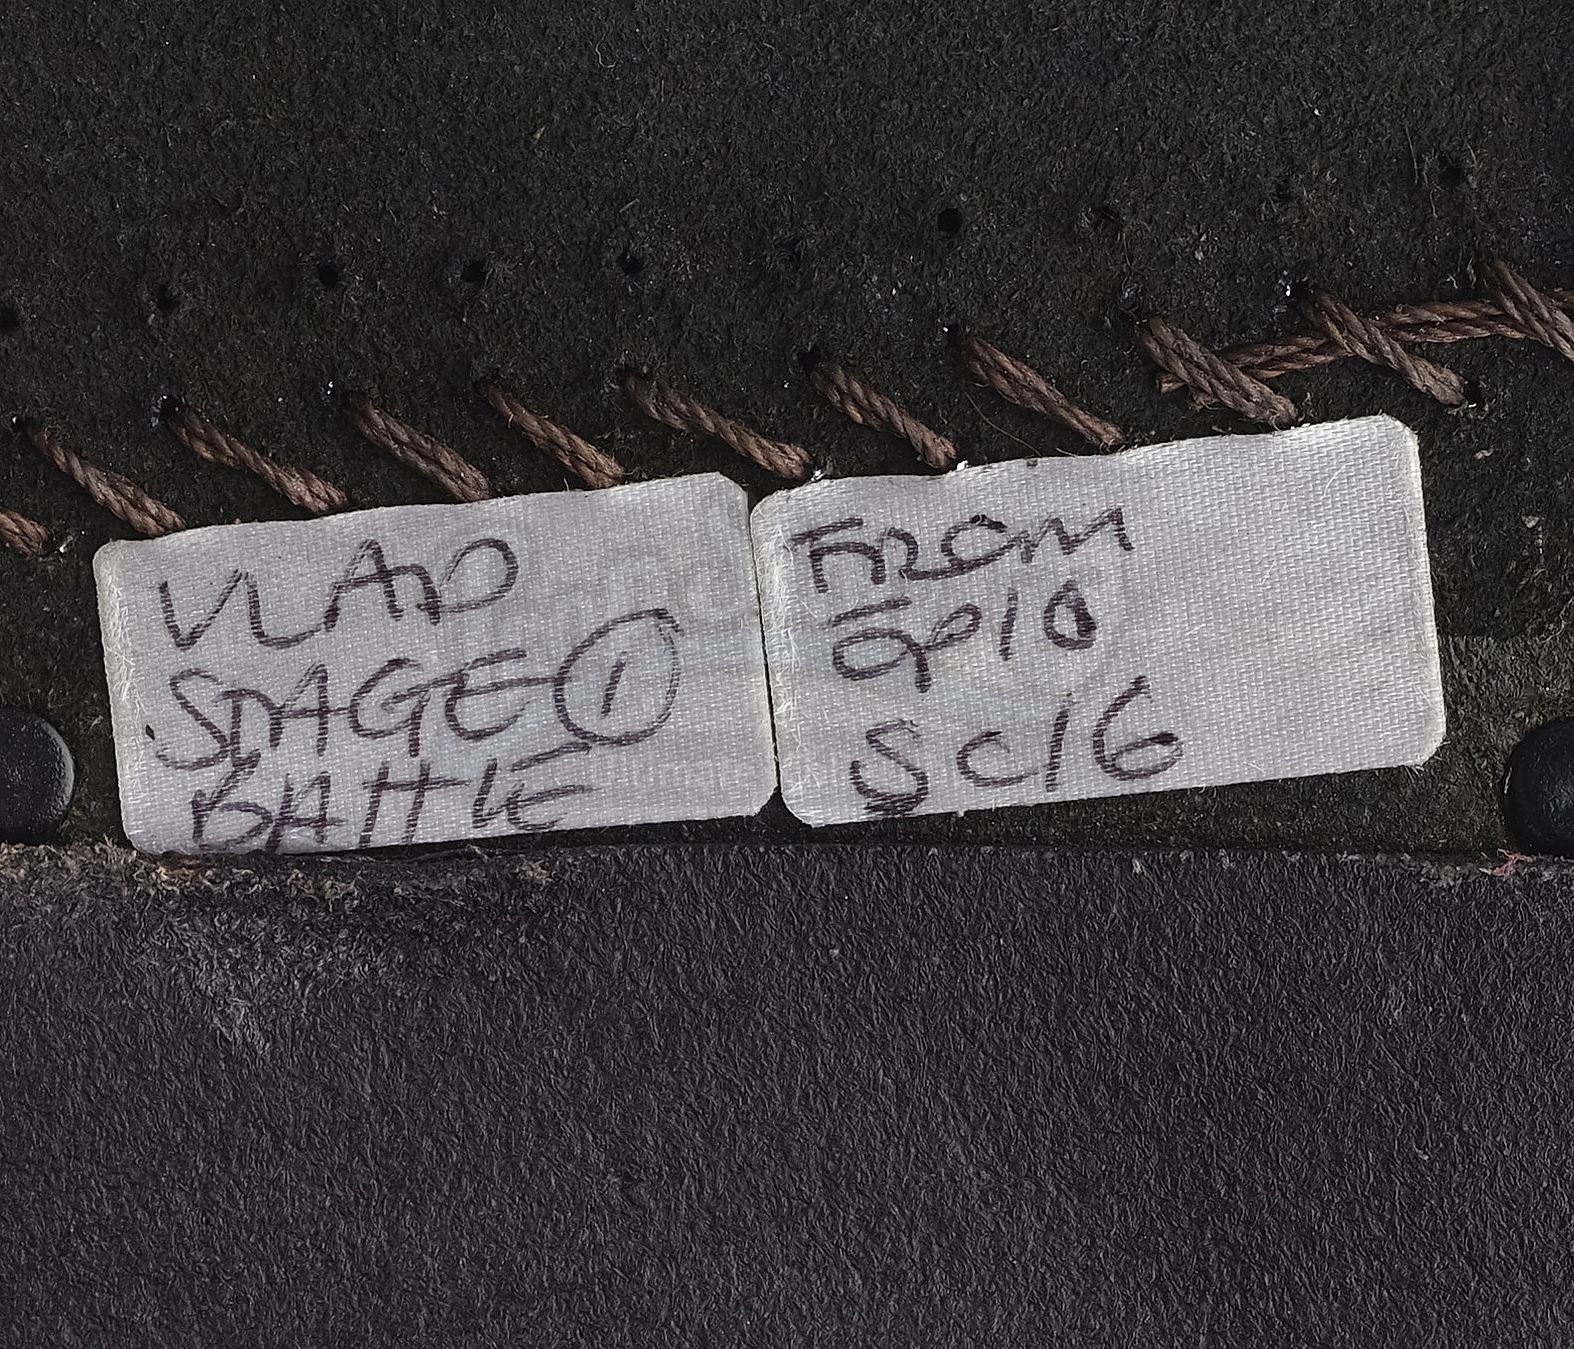 VLAD
STAGE 1
BATTLE
FROM
EP10
SC16